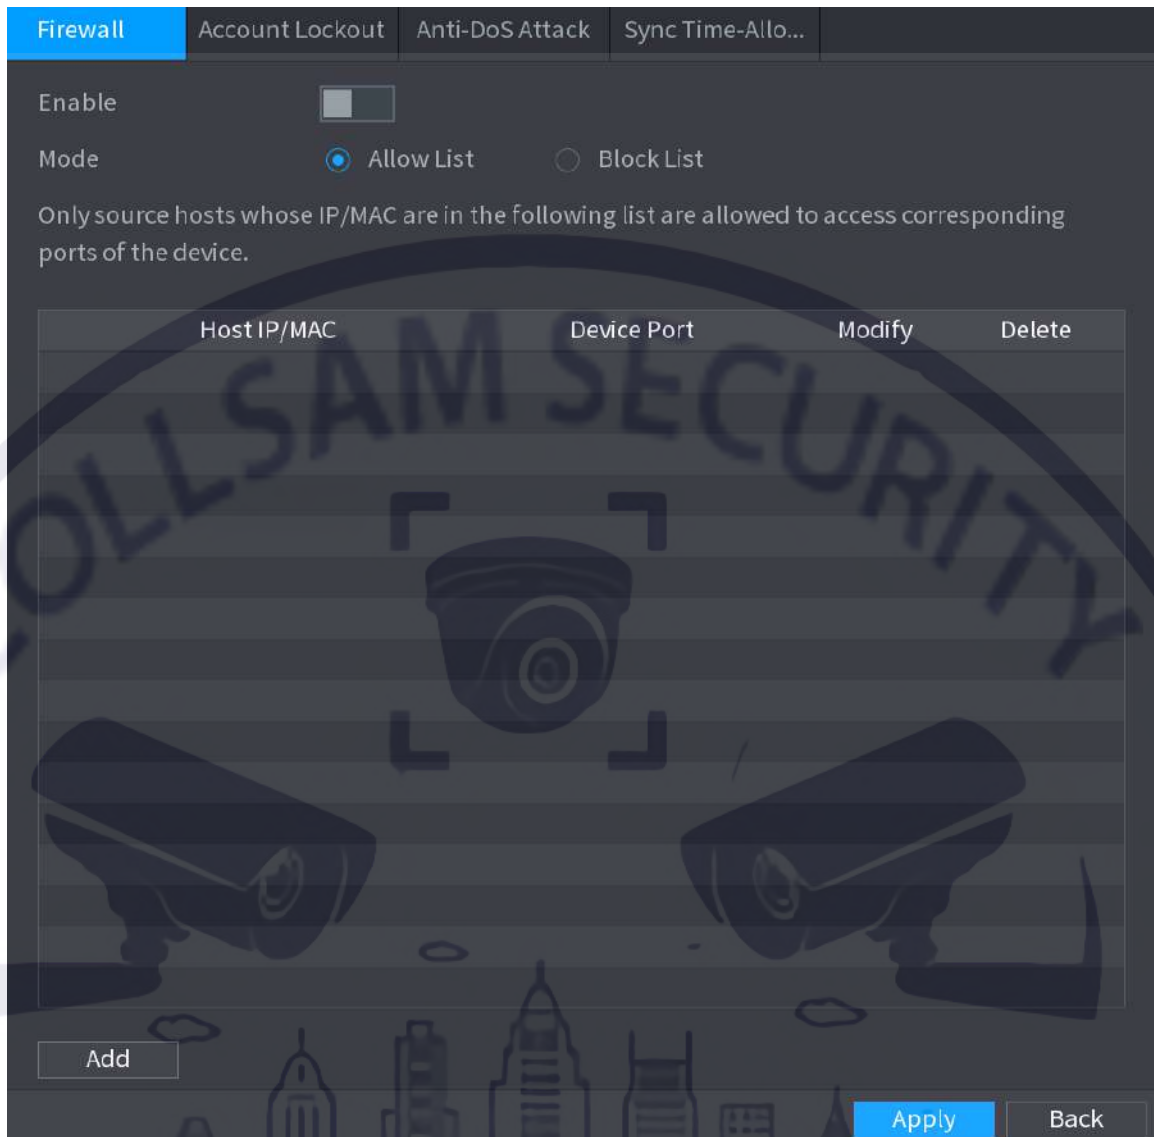 Firewall Account Lockout Anti-DoS Attack Sync Time-Allo...
Enable
Mode Allow List Block List
Only source hosts whose IP/MAC are in the following list are allowed to access corresponding
ports of the device.
Host IP/MAC Device Port Modify Delete
OLLSAM SECURITY
Add
Apply Back